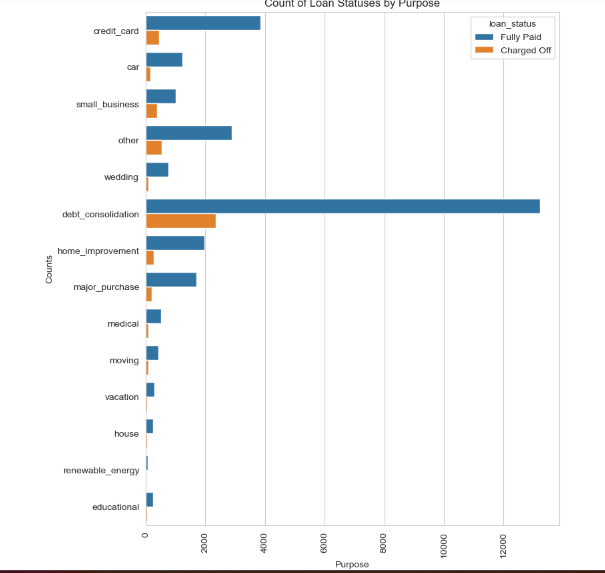 Count of Loan Statuses by Purpose
loan_status
Fully Paid
Charged Off
credit_card
car
small_business
other
wedding
debt_consolidation
home_improvement
major_purchase
medical
moving
vacation
house
renewable_energy
educational
Counts
0
2000
4000
6000
8000
10000
12000
Purpose